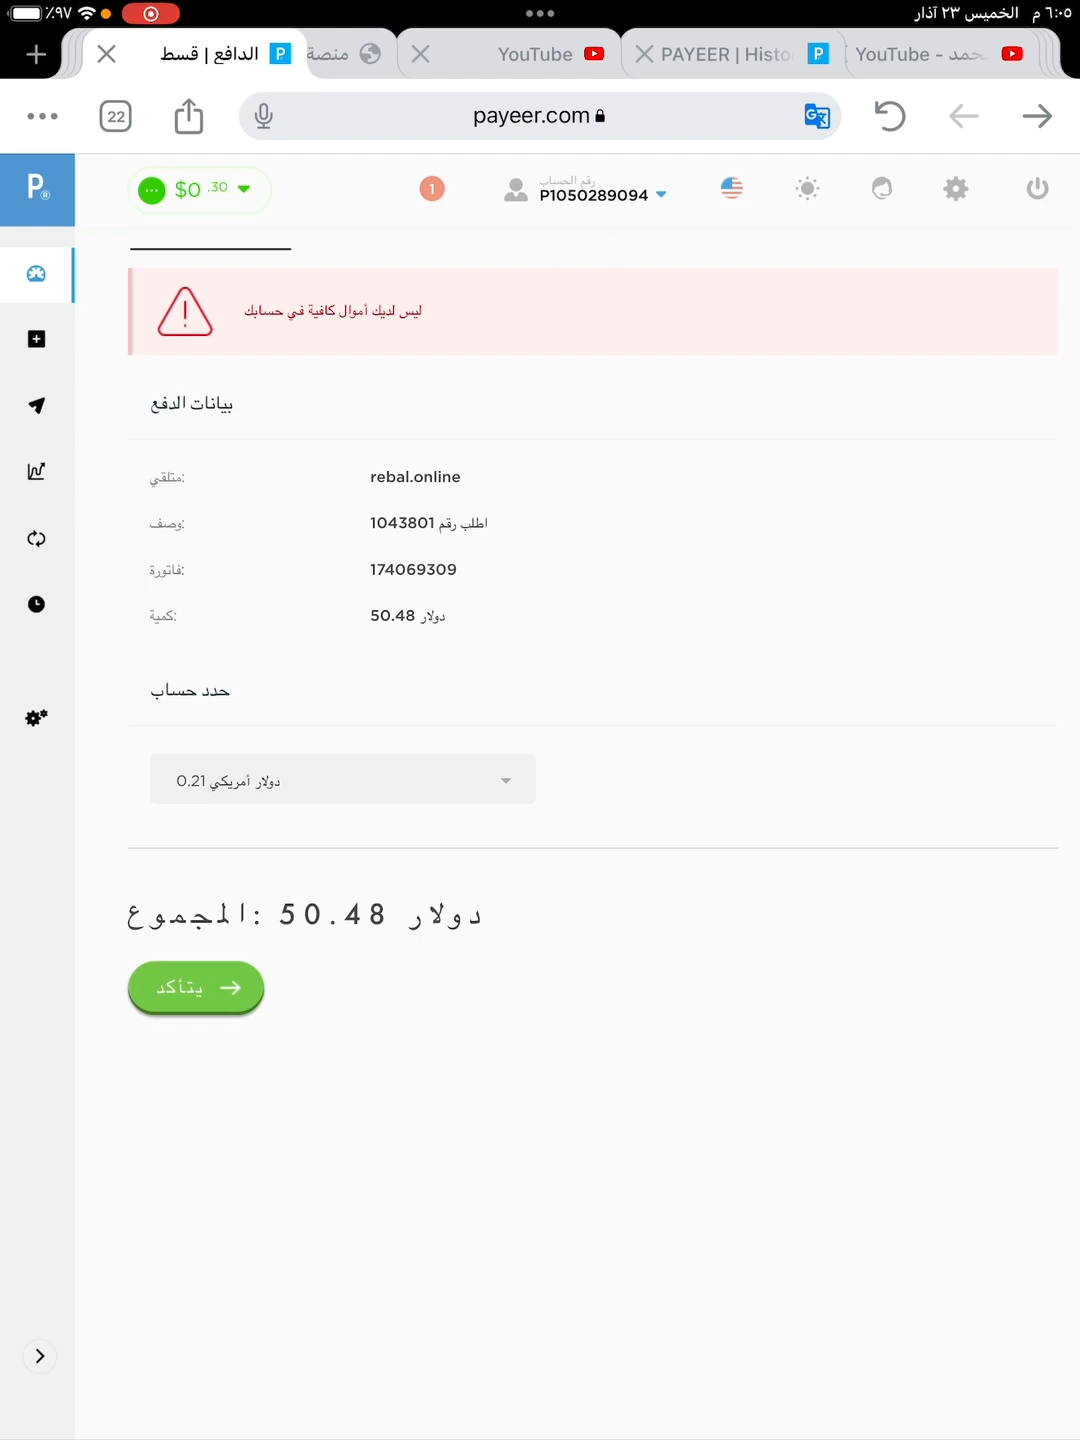 ٪٩٧
٦:٠٥ م الخميس ٢٣ آذار
الدافع | قسط
منصة
YouTube
PAYEER | Histo
YouTube - حمد
22
payeer.com
P®
$0 .30
1
رقم الحساب
P1050289094
ليس لديك أموال كافية في حسابك
بيانات الدفع
متلقي:
rebal.online
وصف:
اطلب رقم 1043801
فاتورة:
174069309
كمية:
50.48 دولار
حدد حساب
دولار أمريكي 0.21
المجموع: 50.48 دولار
يتأكد